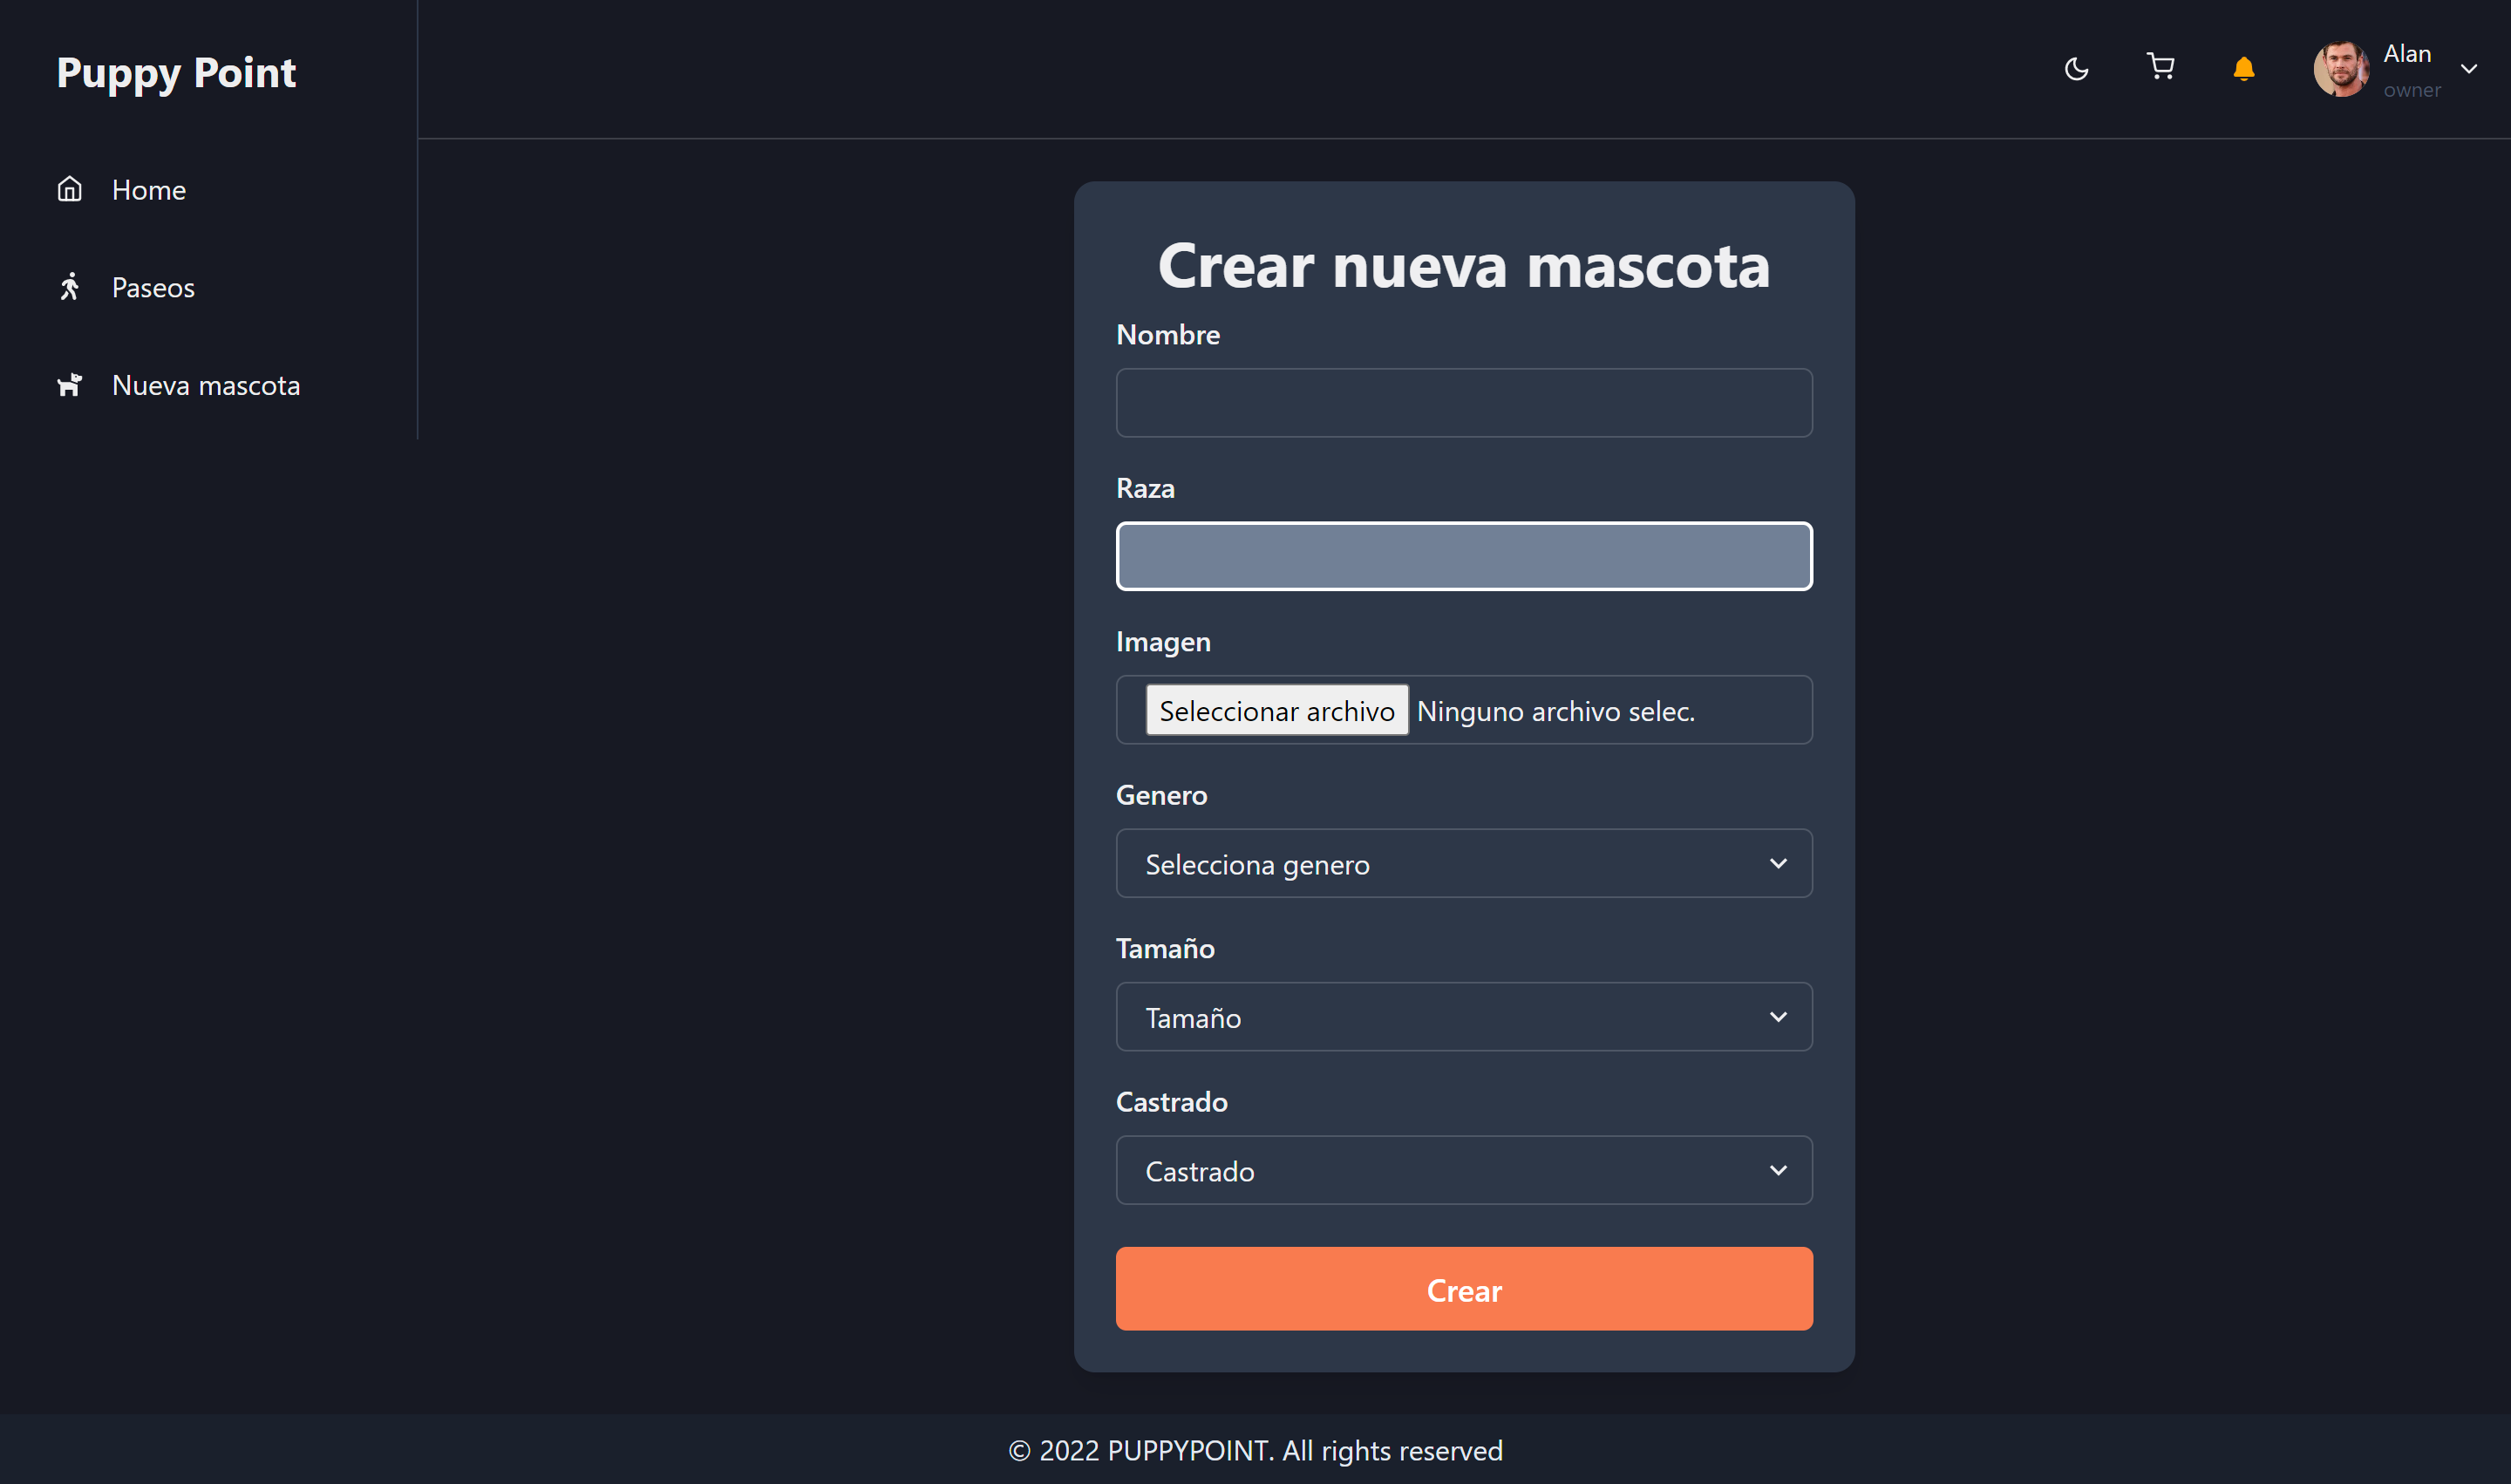 Puppy Point
Alan
owner
Home
Paseos
Nueva mascota
Crear nueva mascota
Nombre
Raza
Imagen
Seleccionar archivo Ninguno archivo selec.
Genero
Selecciona genero
Tamaño
Tamaño
Castrado
Castrado
Crear
© 2022 PUPPYPOINT. All rights reserved